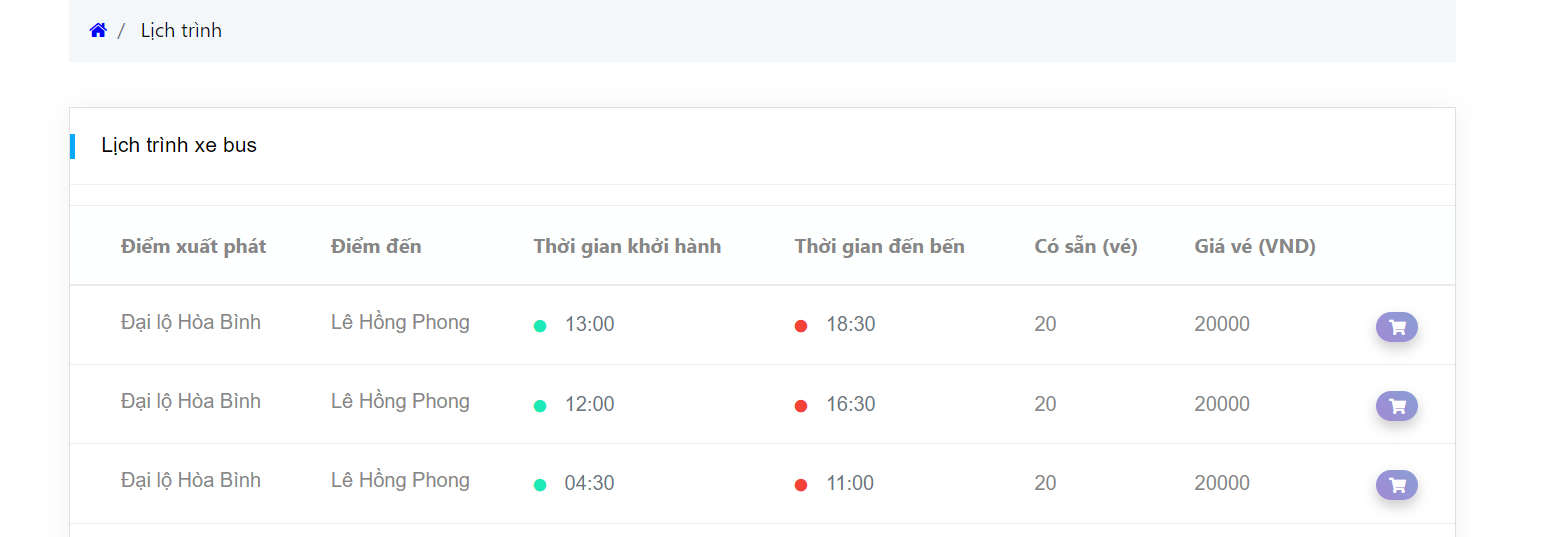 / Lịch trình
Lịch trình xe bus
Điểm xuất phát Điểm đến Thời gian khởi hành Thời gian đến bến Có sẵn (vé) Giá vé (VND)
Đại lộ Hòa Bình Lê Hồng Phong 13:00 18:30 20 20000
Đại lộ Hòa Bình Lê Hồng Phong 12:00 16:30 20 20000
Đại lộ Hòa Bình Lê Hồng Phong 04:30 11:00 20 20000